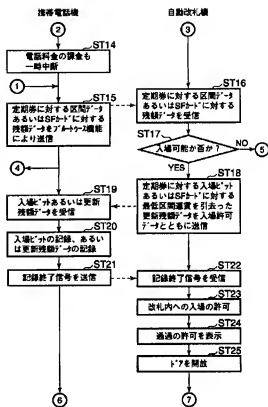 携帯電話機
自動改札機
2
3
ST14
電話料金の課金も
一時中断
1
ST15
定期券に対する区間データ
あるいはSFカードに対する
残額データをブルートゥース機能
により送信
ST16
定期券に対する区間データ
あるいはSFカードに対する
残額データを受信
ST17
入場可能か否か?
NO
5
YES
4
ST18
定期券に対する入場ビット
あるいはSFカードに対する
最低区間運賃を引去った
更新残額データを入場許可
データとともに送信
ST19
入場ビットあるいは更新
残額データを受信
ST20
入場ビットの記録、あるい
は更新残額データの記録
ST21
記録終了信号を送信
ST22
記録終了信号を受信
ST23
改札内への入場の許可
ST24
通過の許可を表示
ST25
ドアを開放
6
7